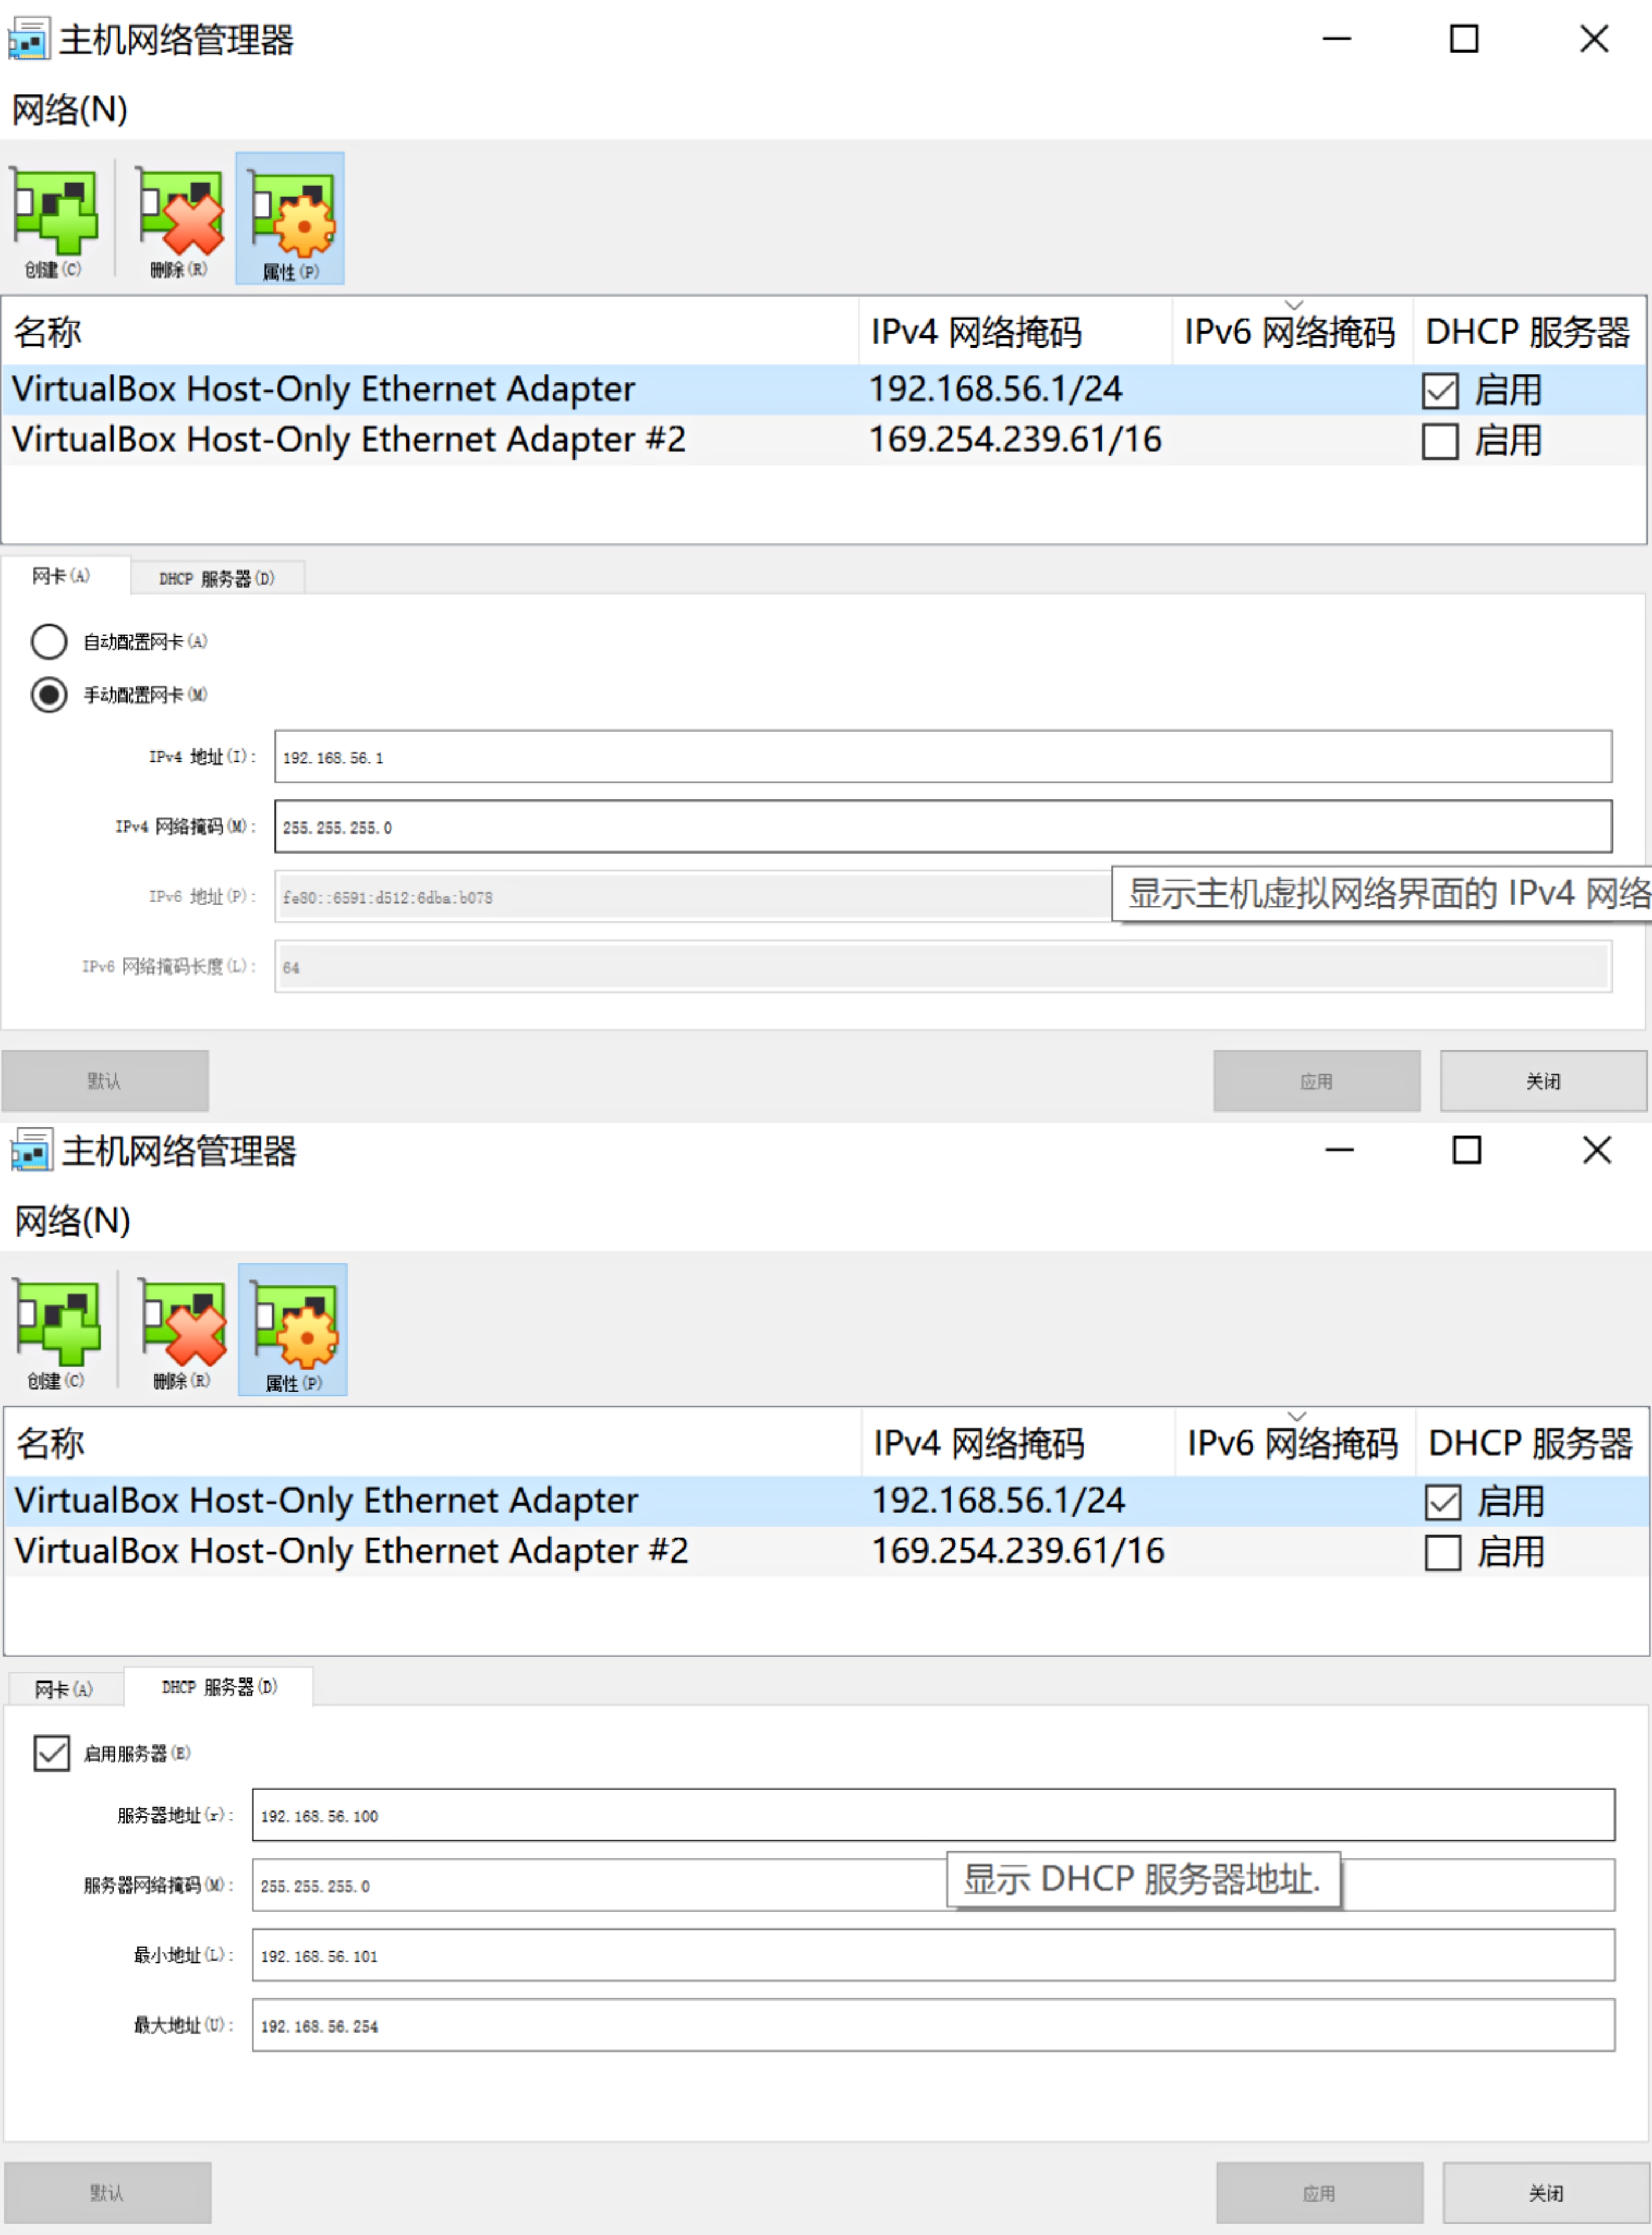 主机网络管理器
网络(N)
创建(C) 删除(R) 属性(P)
名称 IPv4 网络掩码 IPv6 网络掩码 DHCP 服务器
VirtualBox Host-Only Ethernet Adapter 192.168.56.1/24 启用
VirtualBox Host-Only Ethernet Adapter #2 169.254.239.61/16 启用
网卡(A) DHCP 服务器(D)
自动配置网卡(A)
手动配置网卡(M)
IPv4 地址(I): 192.168.56.1
IPv4 网络掩码(M): 255.255.255.0
显示主机虚拟网络界面的 IPv4 网络
IPv6 地址(P): fe80::6591:d512:6dba:b078
IPv6 网络掩码长度(L): 64
默认 应用 关闭
主机网络管理器
网络(N)
创建(C) 删除(R) 属性(P)
名称 IPv4 网络掩码 IPv6 网络掩码 DHCP 服务器
VirtualBox Host-Only Ethernet Adapter 192.168.56.1/24 启用
VirtualBox Host-Only Ethernet Adapter #2 169.254.239.61/16 启用
网卡(A) DHCP 服务器(D)
启用服务器(E)
服务器地址(r): 192.168.56.100
显示 DHCP 服务器地址.
服务器网络掩码(M): 255.255.255.0
最小地址(L): 192.168.56.101
最大地址(U): 192.168.56.254
默认 应用 关闭